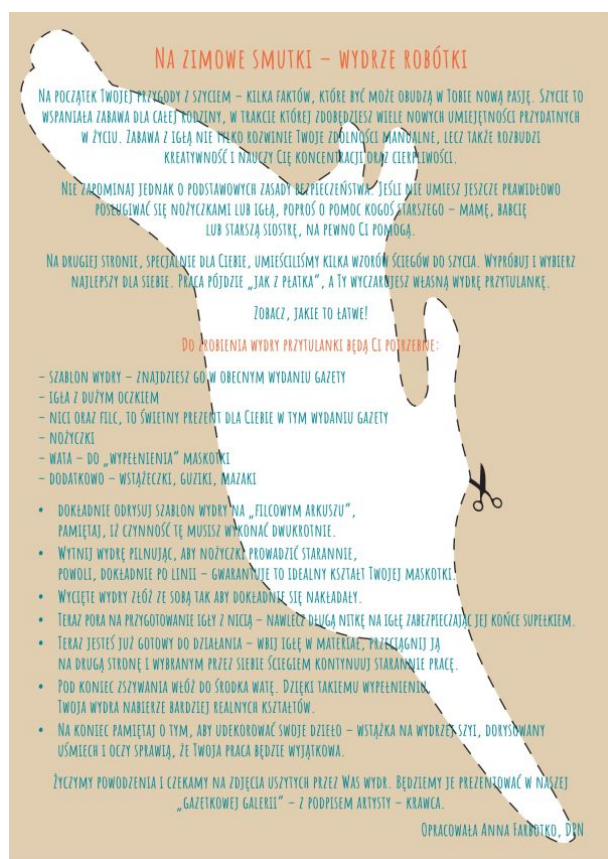 Na zimowe smutki – wydrze robótki
Na początek Twojej przygody z szyciem – kilka faktów, które być może obudzą w Tobie nową pasję. Szycie to
wspaniała zabawa dla całej rodziny, w trakcie której zdobędziesz wiele nowych umiejętności przydatnych
w życiu. Zabawa z igłą nie tylko rozwinie Twoje zdolności manualne, lecz także rozbudzi
kreatywność i nauczy Cię koncentracji oraz cierpliwości.
Nie zapominaj jednak o podstawowych zasady bezpieczeństwa. Jeśli nie umiesz jeszcze prawidłowo
posługiwać się nożyczkami lub igłą, poproś o pomoc kogoś starszego – mamę, babcię
lub starszą siostrę, na pewno Ci pomogą.
Na drugiej stronie, specjalnie dla Ciebie, umieściliśmy kilka wzorów ściegów do szycia. Wypróbuj i wybierz
najlepszy dla siebie. Praca pójdzie „jak z płatka”, a Ty wyczarujesz własną wydrę przytulankę.
Zobacz, jakie to łatwe!
Do zrobienia wydry przytulanki będą Ci potrzebne:
– szablon wydry – znajdziesz go w obecnym wydaniu gazety
– igła z dużym oczkiem
– nici oraz filc, to świetny prezent dla Ciebie w tym wydaniu gazety
– nożyczki
– wata – do „wypełnienia” maskotki
– dodatkowo – wstążeczki, guziki, mazaki
• dokładnie odrysuj szablon wydry na „filcowym arkuszu”,
pamiętaj, iż czynność tę musisz wykonać dwukrotnie.
• Wytnij wydrę pilnując, aby nożyczki prowadzić starannie,
powoli, dokładnie po linii – gwarantuje to idealny kształt Twojej maskotki.
• Wycięte wydry złóż ze sobą tak aby dokładnie się nakładały.
• Teraz pora na przygotowanie igły z nicią – nawlecz długą nitkę na igłę zabezpieczając jej końce supełkiem.
• Teraz jesteś już gotowy do działania – wbij igłę w materiał, przeciągnij ją
na drugą stronę i wybranym przez siebie ściegiem kontynuuj starannie pracę.
• Pod koniec zszywania włóż do środka watę. Dzięki takiemu wypełnieniu,
Twoja wydra nabierze bardziej realnych kształtów.
• Na koniec pamiętaj o tym, aby udekorować swoje dzieło – wstążka na wydrzej szyi, dorysowany
uśmiech i oczy sprawią, że Twoja praca będzie wyjątkowa.
Życzymy powodzenia i czekamy na zdjęcia uszytych przez Was wydr. Będziemy je prezentować w naszej
„gazetkowej galerii” – z podpisem artysty – krawca.
Opracowała Anna Farbotko, DPN